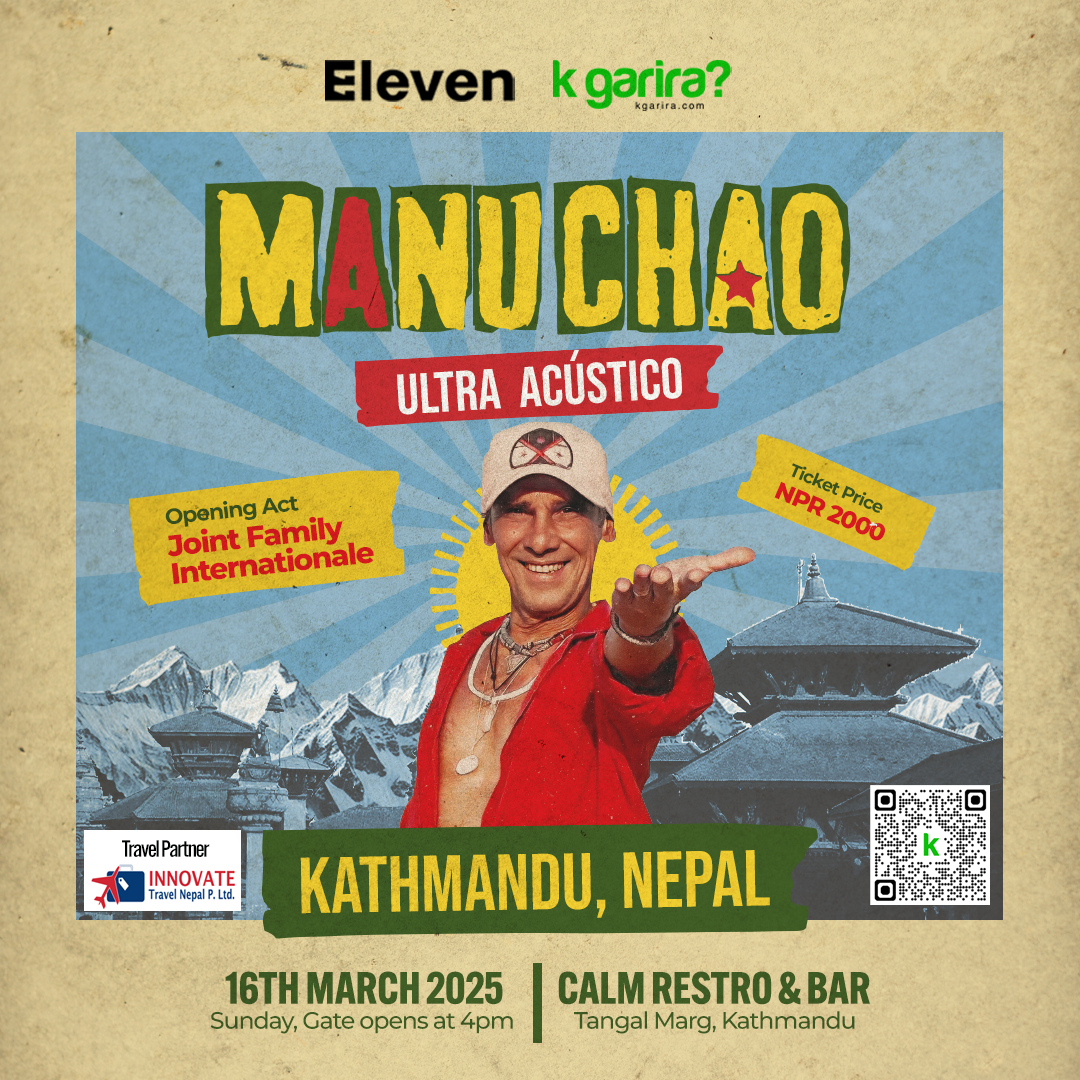 Eleven
k garira?
kgarira.com
MANU CHAO
ULTRA ACÚSTICO
Opening Act
Joint Family
Internationale
Ticket Price
NPR 2000
Travel Partner
INNOVATE
Travel Nepal P. Ltd.
k
KATHMANDU, NEPAL
16TH MARCH 2025
Sunday, Gate opens at 4pm
CALM RESTRO & BAR
Tangal Marg, Kathmandu